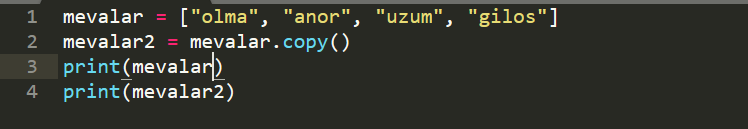 1 mevalar = ["olma", "anor", "uzum", "gilos"]
2 mevalar2 = mevalar.copy()
3 print(mevalar)
4 print(mevalar2)